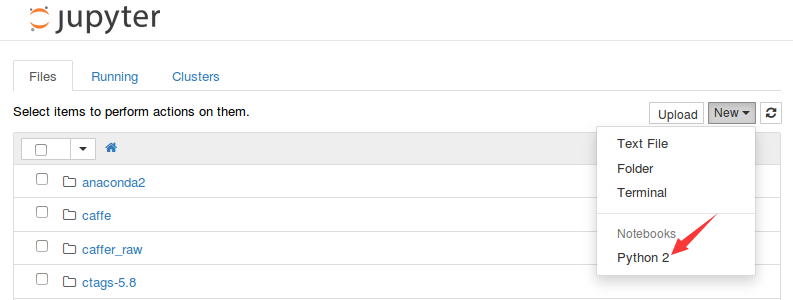 jupyter
Files Running Clusters
Select items to perform actions on them.
Upload New
Text File
Folder
Terminal
Notebooks
Python 2
anaconda2
caffe
caffer_raw
ctags-5.8